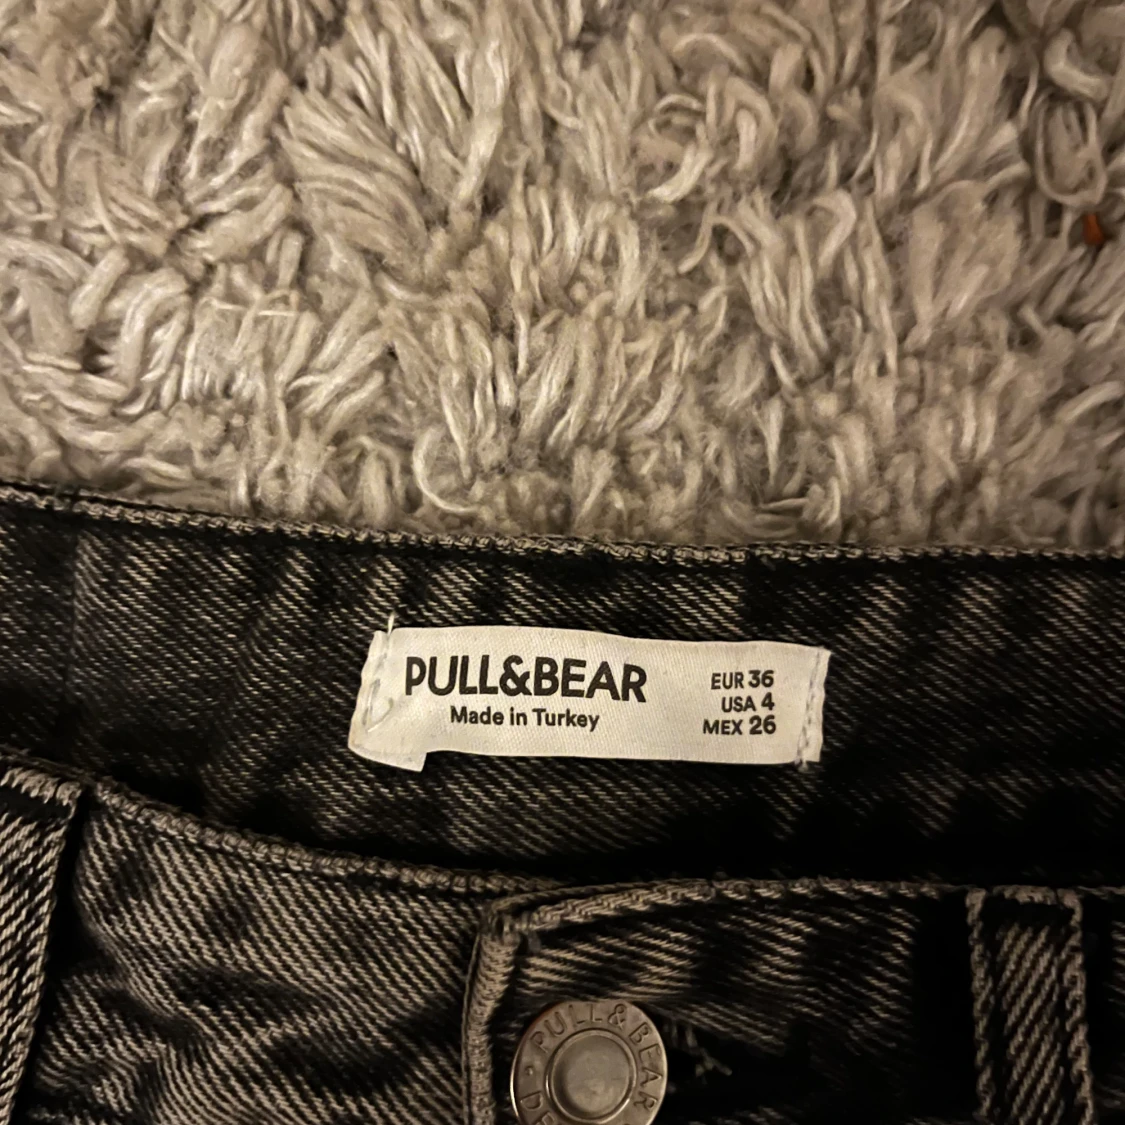 PULL&BEAR
Made in Turkey
EUR 36
USA 4
MEX 26
PULL&BEAR